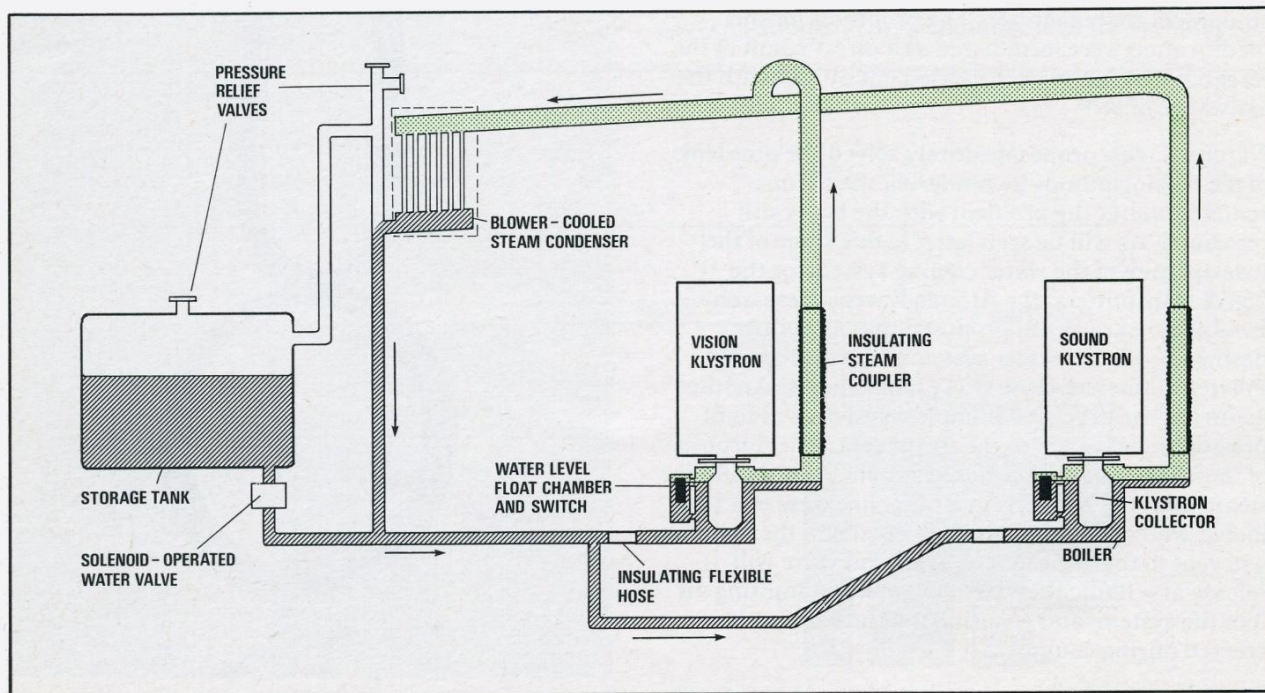 PRESSURE
RELIEF
VALVES
BLOWER-COOLED
STEAM CONDENSER
VISION
KLYSTRON
INSULATING
STEAM
COUPLER
SOUND
KLYSTRON
STORAGE TANK
WATER LEVEL
FLOAT CHAMBER
AND SWITCH
KLYSTRON
COLLECTOR
SOLENOID-OPERATED
WATER VALVE
INSULATING FLEXIBLE
HOSE
BOILER